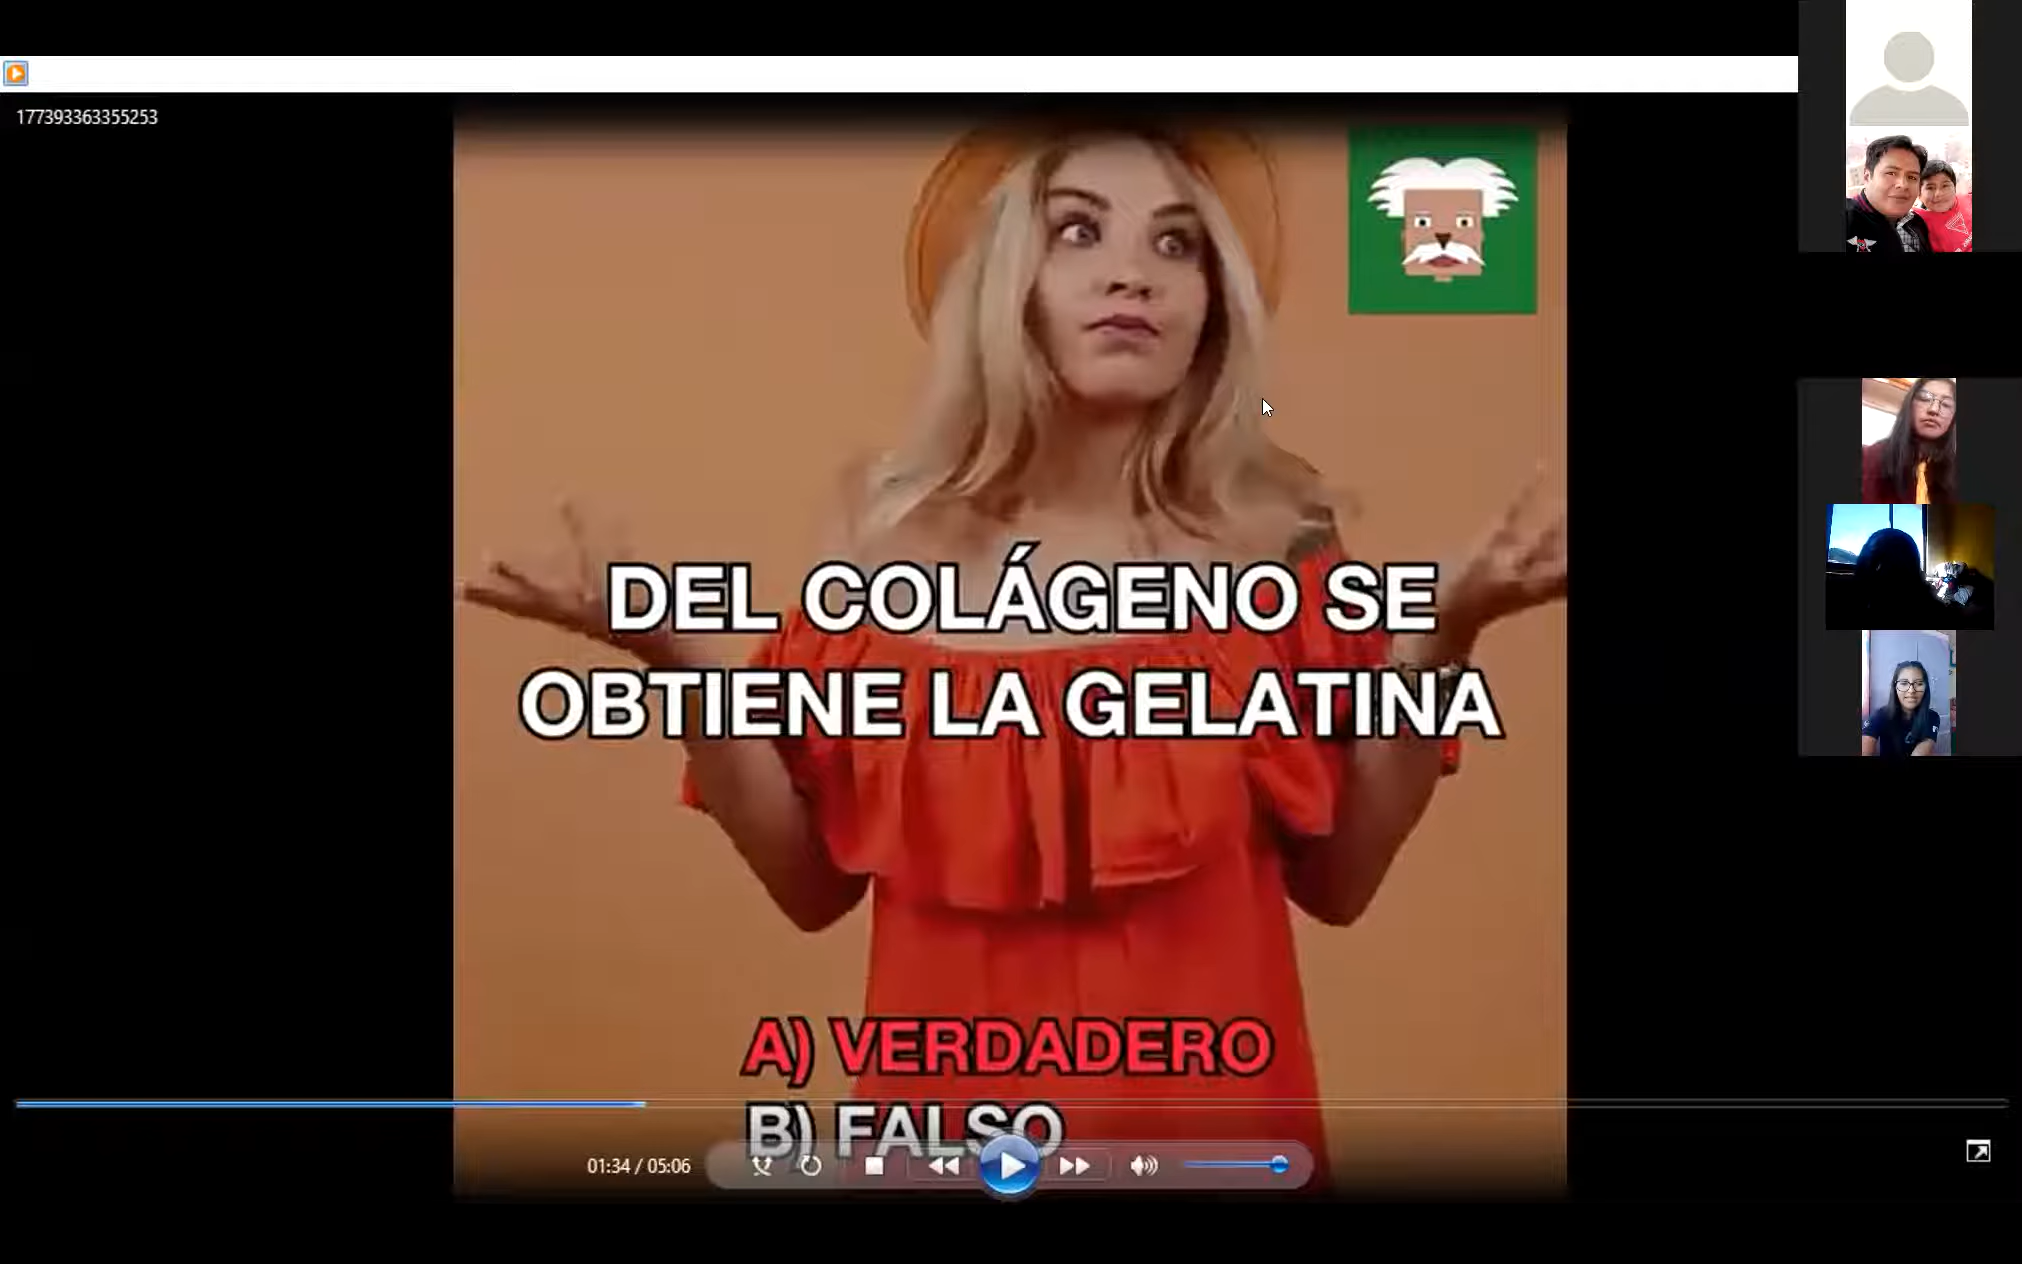 177393363355253
DEL COLÁGENO SE
OBTIENE LA GELATINA
A) VERDADERO
B) FALSO
01:34 / 05:06